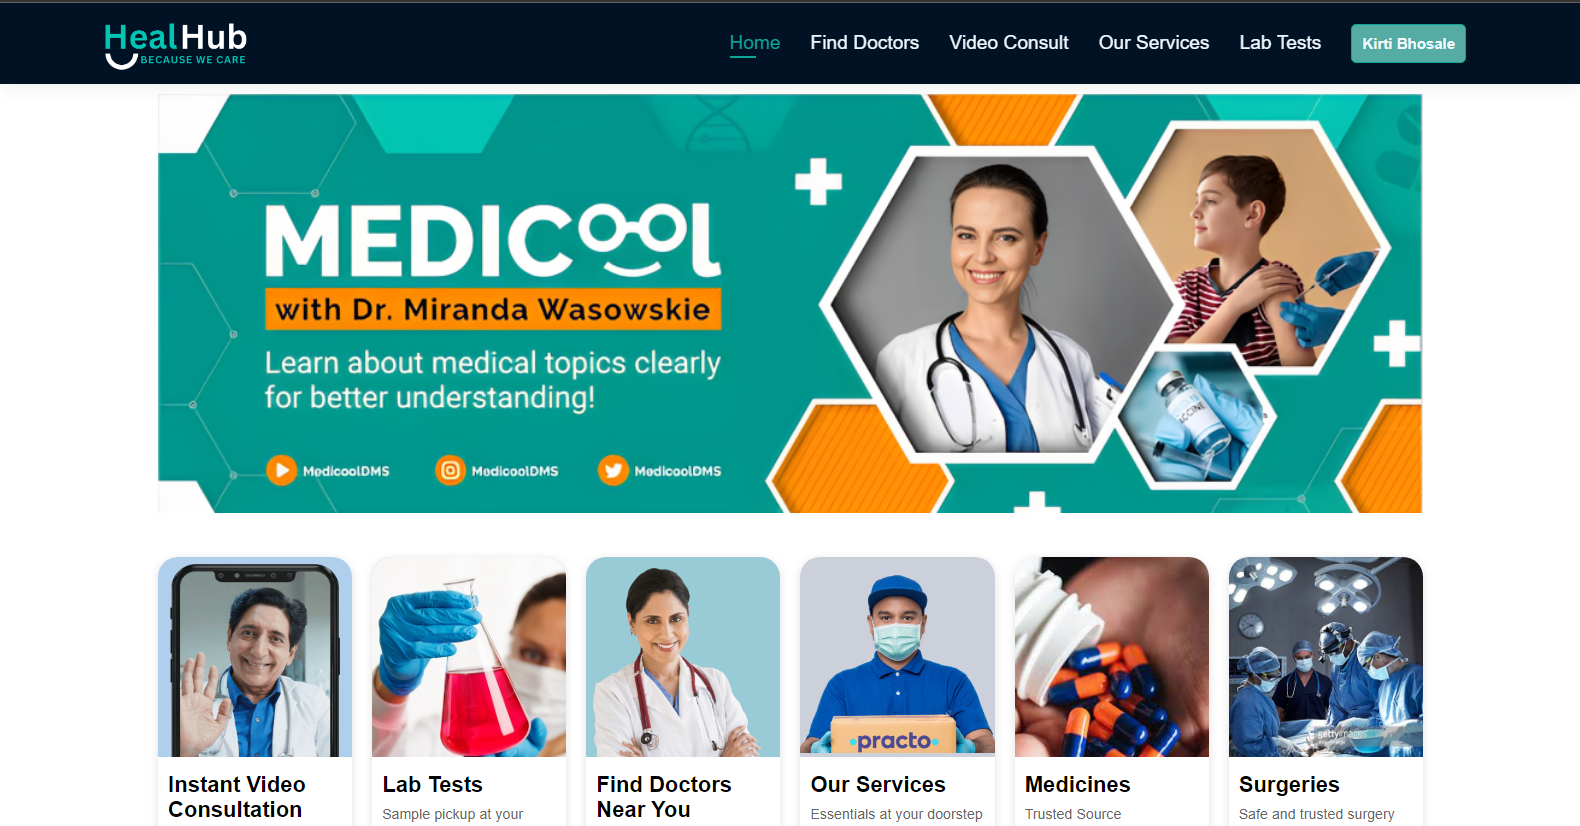 HealHub
BECAUSE WE CARE
Home
Find Doctors
Video Consult
Our Services
Lab Tests
Kirti Bhosale
MEDICOOL
with Dr. Miranda Wasowskie
Learn about medical topics clearly
for better understanding!
MedicoolDMS
MedicoolDMS
MedicoolDMS
VACCINE
•practo•
gettyimages
Instant Video
Consultation
Lab Tests
Sample pickup at your
Find Doctors
Near You
Our Services
Essentials at your doorstep
Medicines
Trusted Source
Surgeries
Safe and trusted surgery